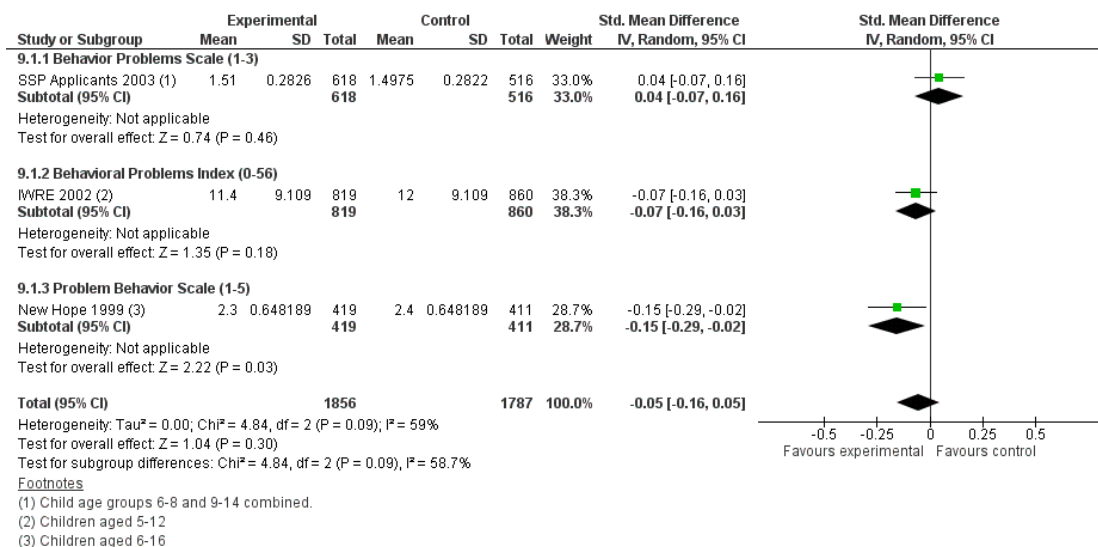 Experimental Control Std. Mean Difference Std. Mean Difference
Study or Subgroup Mean SD Total Mean SD Total Weight IV, Random, 95% CI IV, Random, 95% CI
9.1.1 Behavior Problems Scale (1-3)
SSP Applicants 2003 (1) 1.51 0.2826 618 1.4975 0.2822 516 33.0% 0.04 [-0.07, 0.16]
Subtotal (95% CI) 618 516 33.0% 0.04 [-0.07, 0.16]
Heterogeneity: Not applicable
Test for overall effect: Z = 0.74 (P = 0.46)
9.1.2 Behavioral Problems Index (0-56)
IWRE 2002 (2) 11.4 9.109 819 12 9.109 860 38.3% -0.07 [-0.16, 0.03]
Subtotal (95% CI) 819 860 38.3% -0.07 [-0.16, 0.03]
Heterogeneity: Not applicable
Test for overall effect: Z = 1.35 (P = 0.18)
9.1.3 Problem Behavior Scale (1-5)
New Hope 1999 (3) 2.3 0.648189 419 2.4 0.648189 411 28.7% -0.15 [-0.29, -0.02]
Subtotal (95% CI) 419 411 28.7% -0.15 [-0.29, -0.02]
Heterogeneity: Not applicable
Test for overall effect: Z = 2.22 (P = 0.03)
Total (95% CI) 1856 1787 100.0% -0.05 [-0.16, 0.05]
Heterogeneity: Tau² = 0.00; Chi² = 4.84, df = 2 (P = 0.09); I² = 59%
Test for overall effect: Z = 1.04 (P = 0.30)
Test for subgroup differences: Chi² = 4.84, df = 2 (P = 0.09), I² = 58.7%
-0.5 -0.25 0 0.25 0.5
Favours experimental Favours control
Footnotes
(1) Child age groups 6-8 and 9-14 combined.
(2) Children aged 5-12
(3) Children aged 6-16